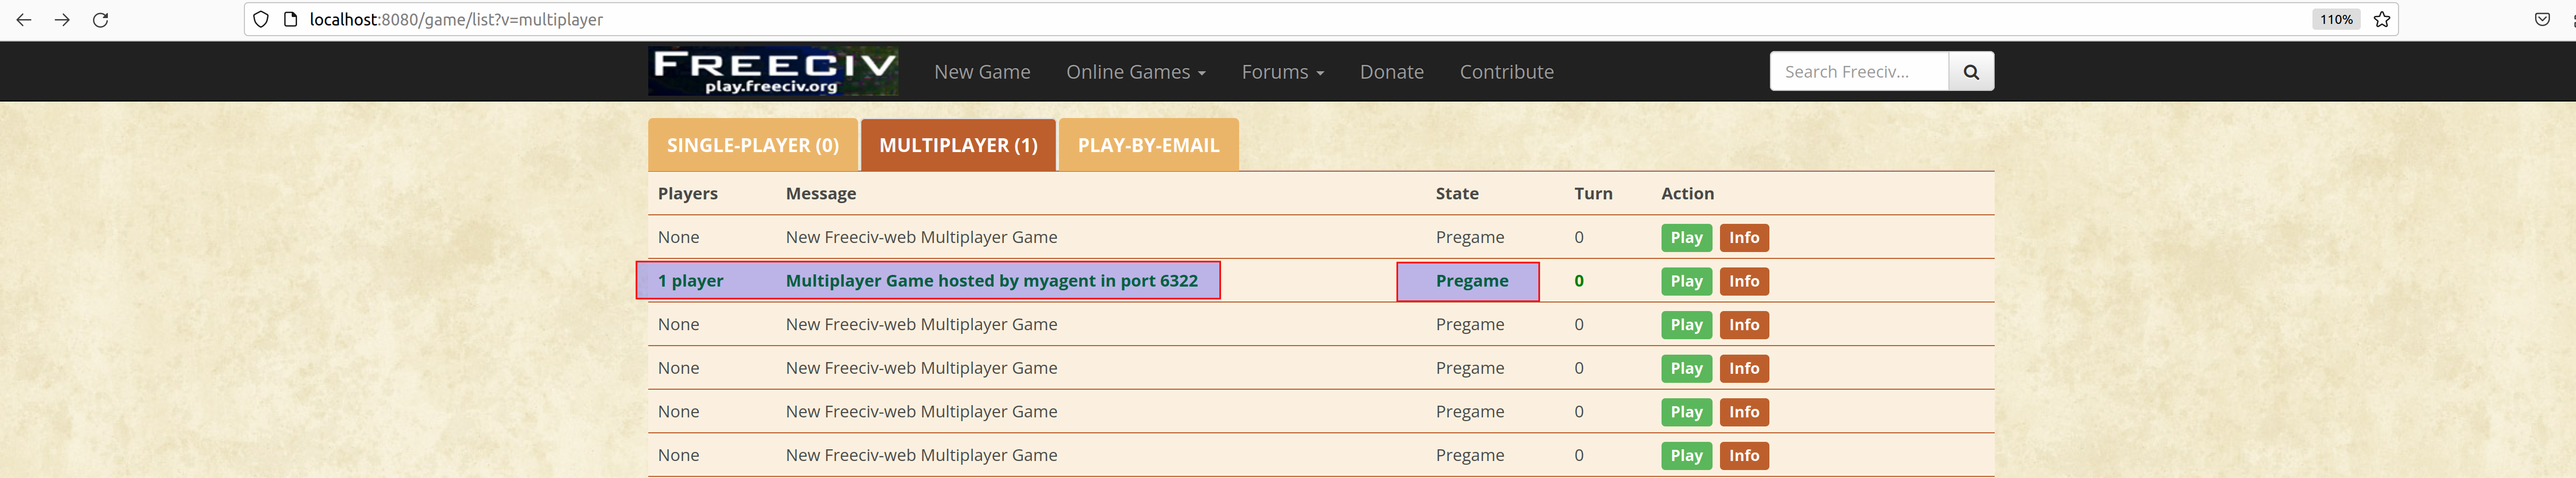 localhost:8080/game/list?v=multiplayer 110%
FREECIV
play.freeciv.org
New Game Online Games Forums Donate Contribute Search Freeciv...
SINGLE-PLAYER (0) MULTIPLAYER (1) PLAY-BY-EMAIL
Players Message State Turn Action
None New Freeciv-web Multiplayer Game Pregame 0 Play Info
1 player Multiplayer Game hosted by myagent in port 6322 Pregame 0 Play Info
None New Freeciv-web Multiplayer Game Pregame 0 Play Info
None New Freeciv-web Multiplayer Game Pregame 0 Play Info
None New Freeciv-web Multiplayer Game Pregame 0 Play Info
None New Freeciv-web Multiplayer Game Pregame 0 Play Info